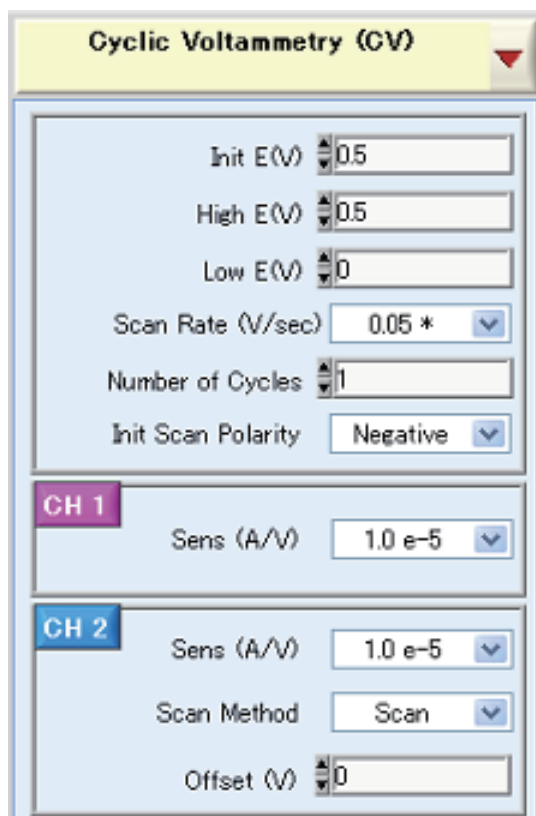 Cyclic Voltammetry (CV)
Init E(V) 0.5
High E(V) 0.5
Low E(V) 0
Scan Rate (V/sec) 0.05 *
Number of Cycles 1
Init Scan Polarity Negative
CH 1
Sens (A/V) 1.0 e-5
CH 2
Sens (A/V) 1.0 e-5
Scan Method Scan
Offset (V) 0